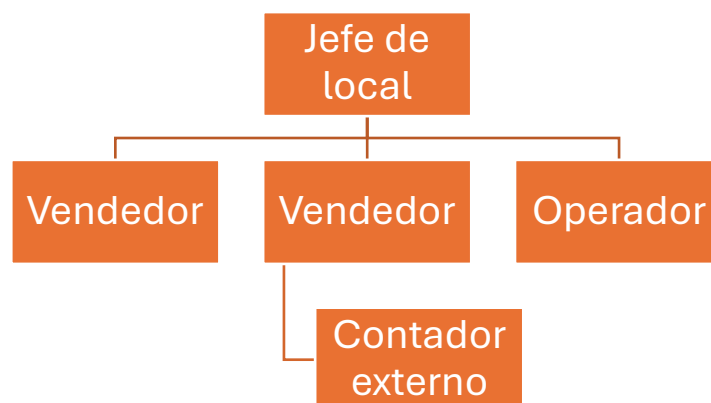 Jefe de
local
Vendedor
Vendedor
Operador
Contador
externo